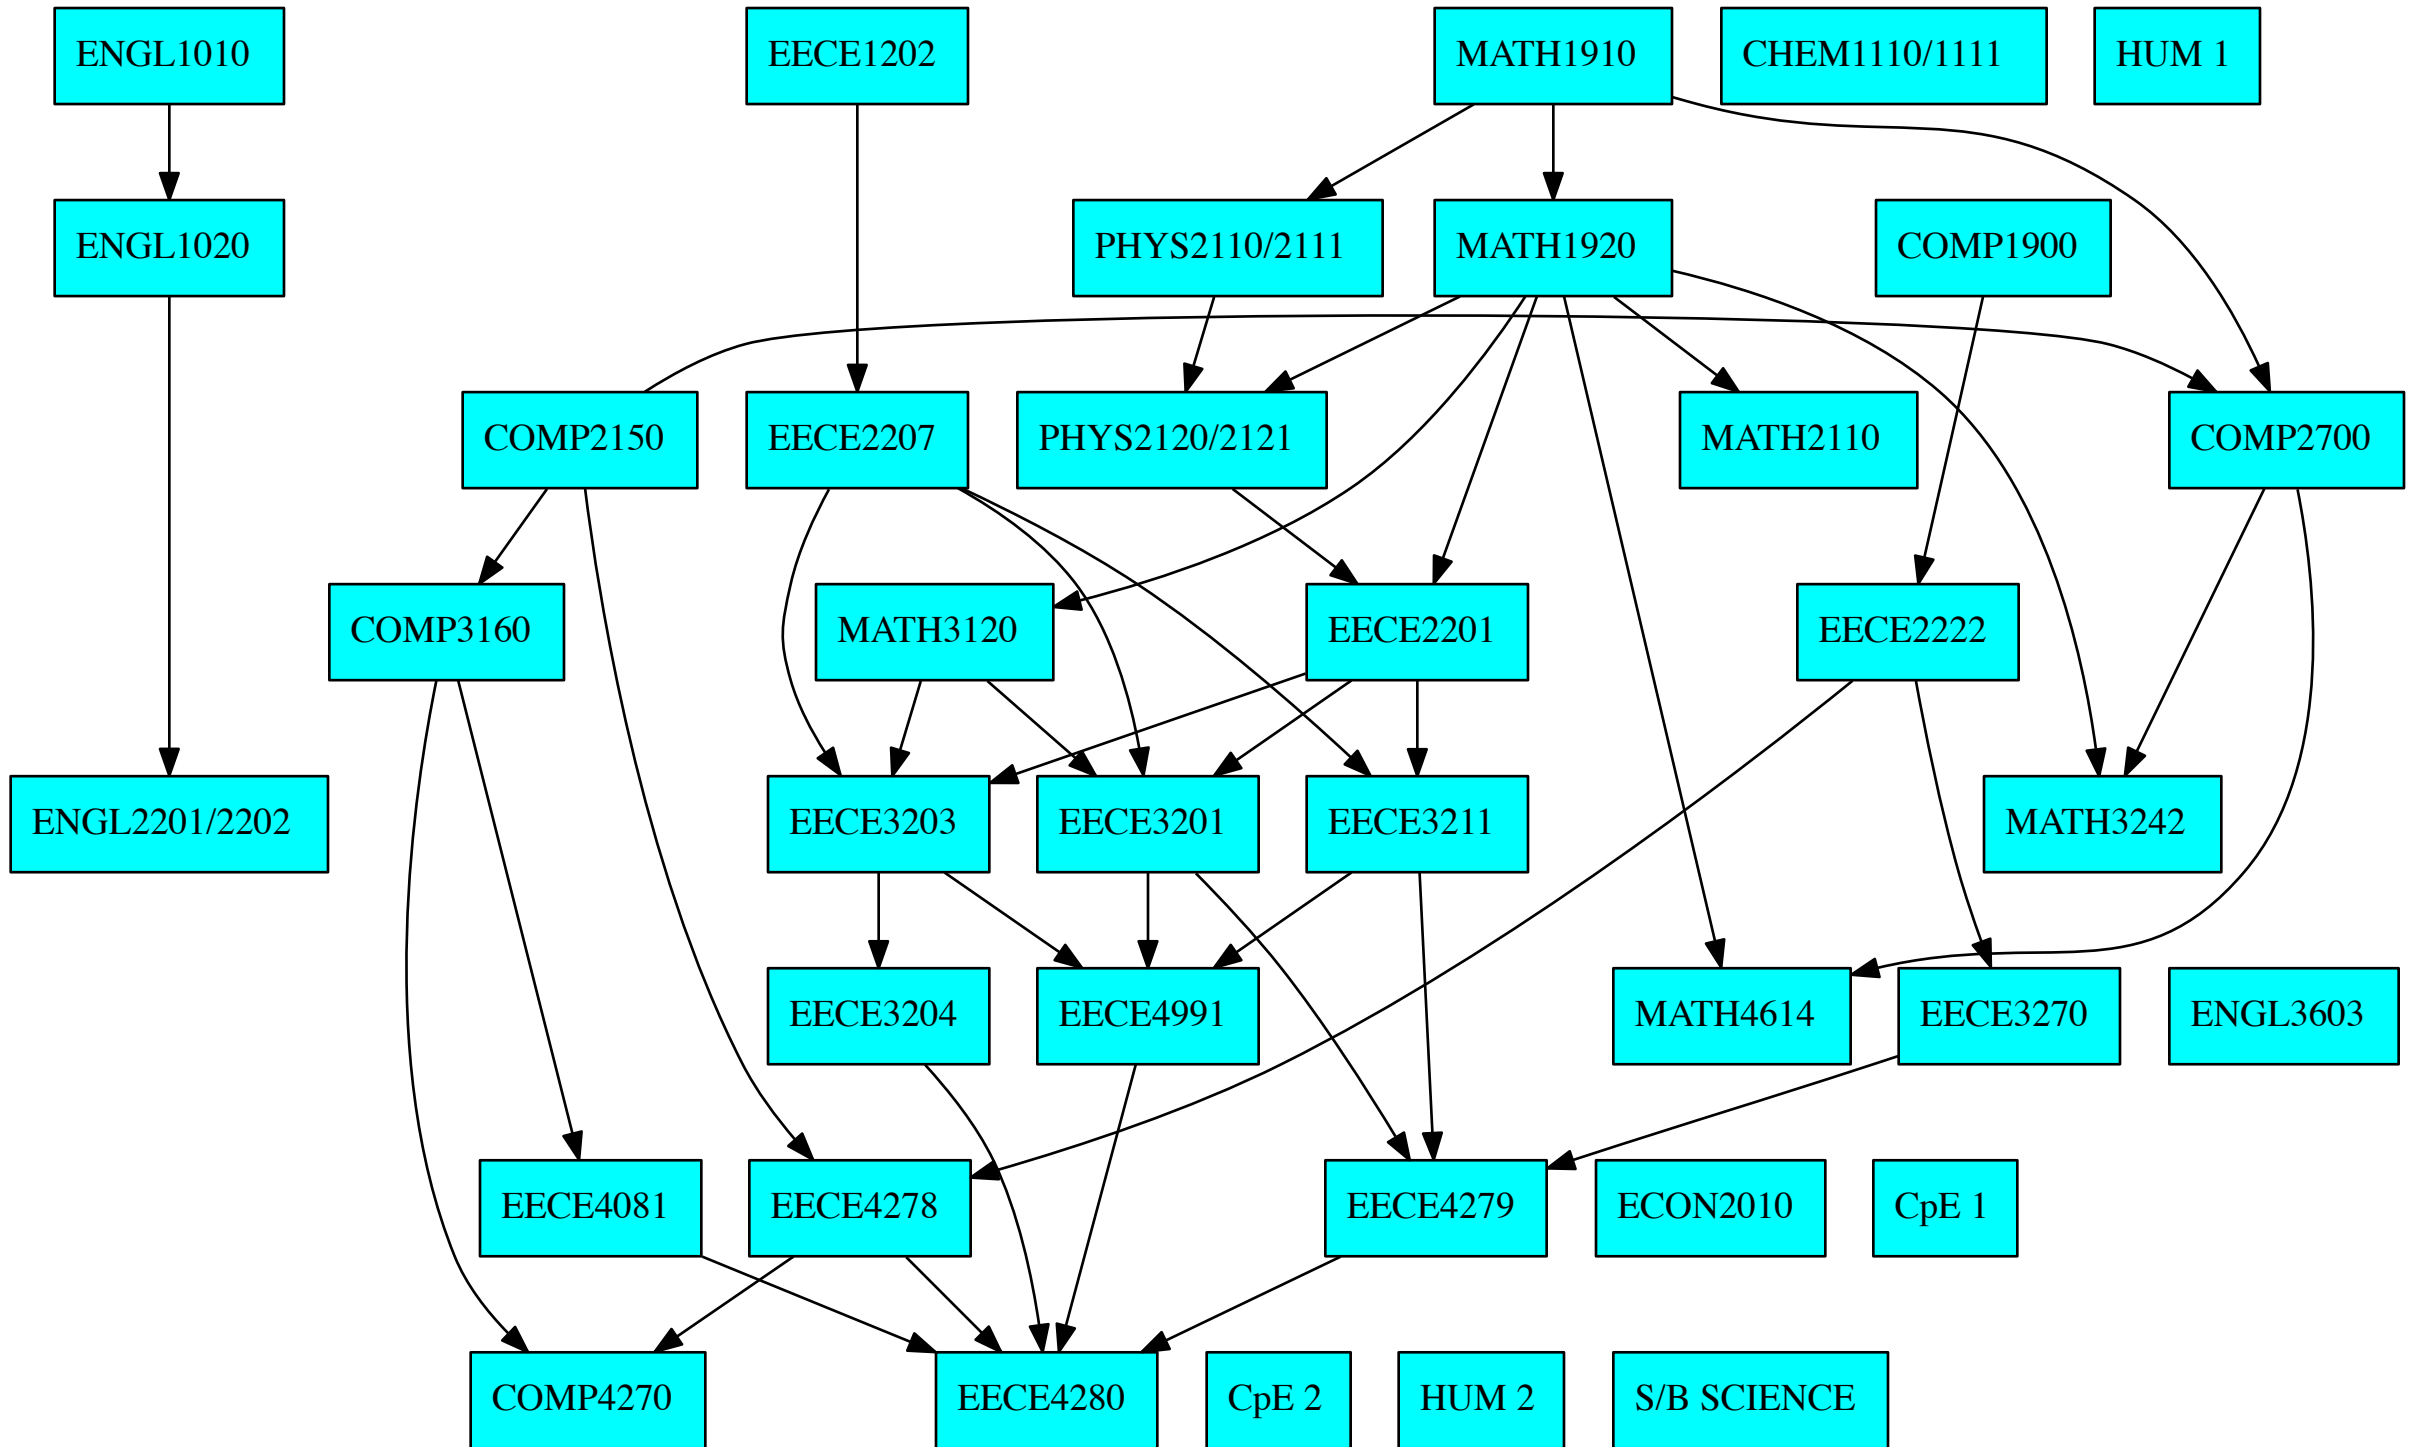 ENGL1010
EECE1202
MATH1910
CHEM1110/1111
HUM 1
ENGL1020
PHYS2110/2111
MATH1920
COMP1900
COMP2150
EECE2207
PHYS2120/2121
MATH2110
COMP2700
COMP3160
MATH3120
EECE2201
EECE2222
ENGL2201/2202
EECE3203
EECE3201
EECE3211
MATH3242
EECE3204
EECE4991
MATH4614
EECE3270
ENGL3603
EECE4081
EECE4278
EECE4279
ECON2010
CpE 1
COMP4270
EECE4280
CpE 2
HUM 2
S/B SCIENCE